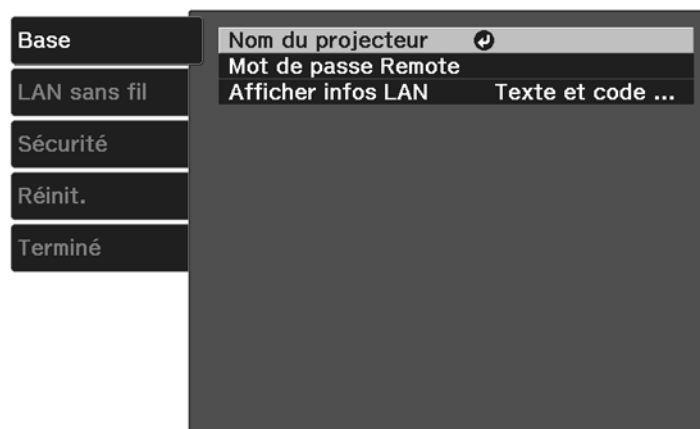 Base
LAN sans fil
Sécurité
Réinit.
Terminé
Nom du projecteur
Mot de passe Remote
Afficher infos LAN Texte et code ...